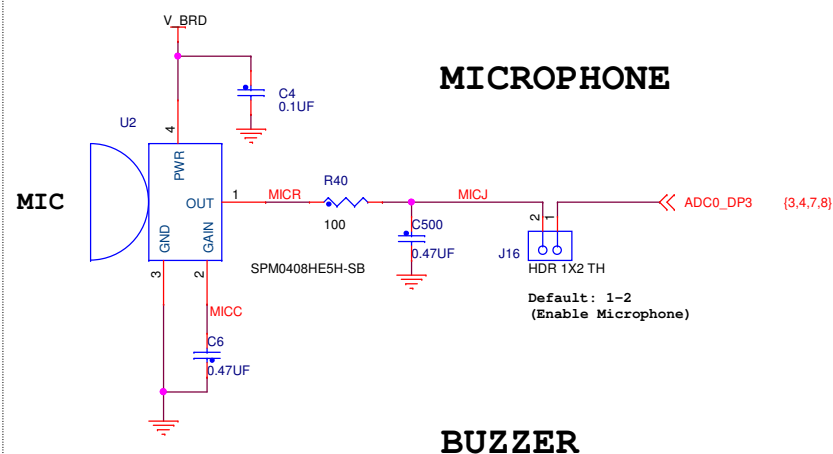 V_BRD
MICROPHONE
C4
0.1UF
U2
4
PWR
MIC
OUT
1
MICR
R40
100
MICJ
ADC0_DP3
{3,4,7,8}
C500
0.47UF
2
1
J16
HDR 1X2 TH
GND
GAIN
SPM0408HE5H-SB
3
2
Default: 1-2
(Enable Microphone)
MICC
C6
0.47UF
BUZZER